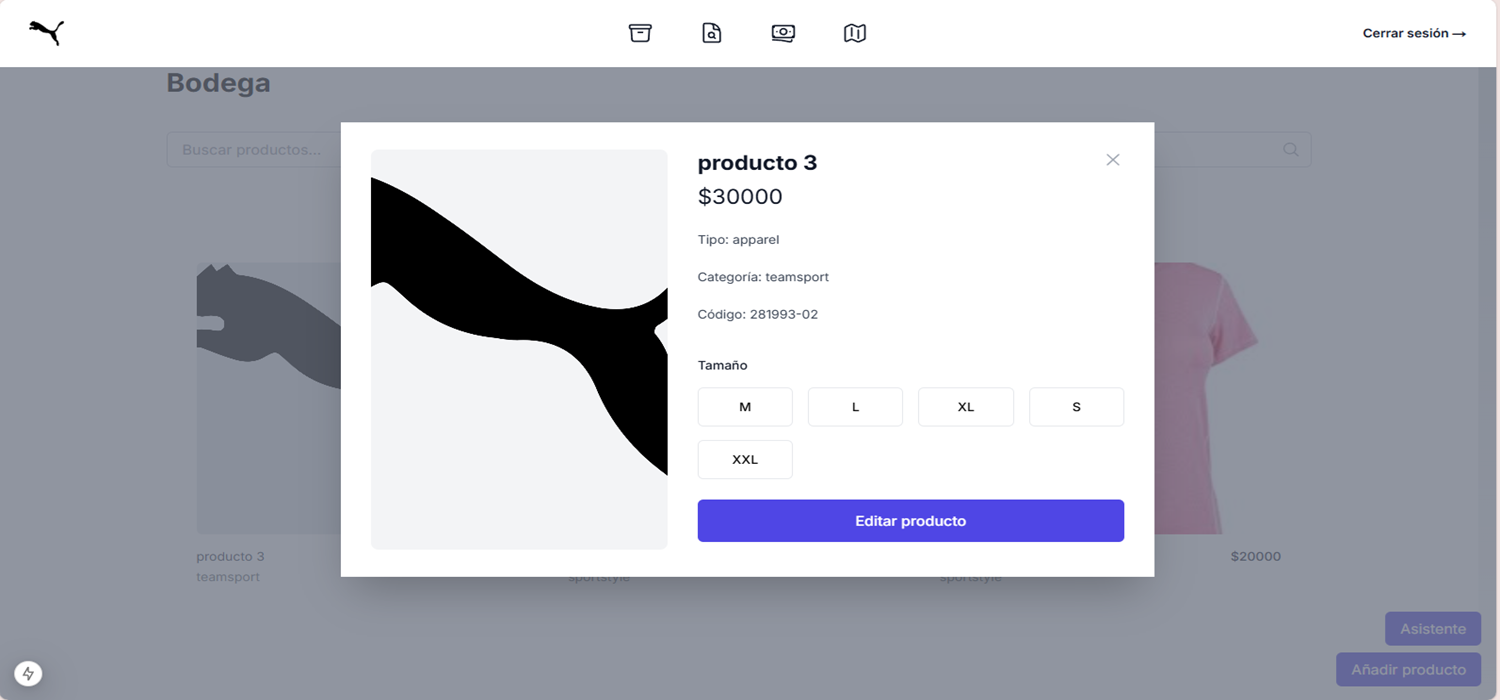 Cerrar sesión →
Bodega
Buscar productos...
producto 3
$30000
Tipo: apparel
Categoría: teamsport
Código: 281993-02
Tamaño
M
L
XL
S
XXL
Editar producto
producto 3
$20000
teamsport
sportstyle
sportstyle
Asistente
Añadir producto